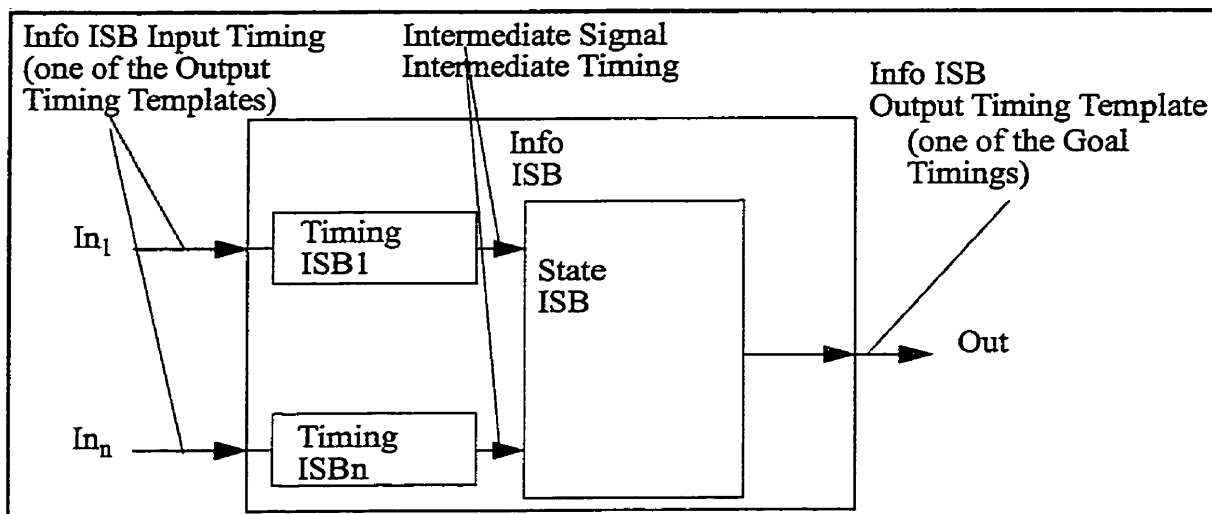 Info ISB Input Timing
(one of the Output
Timing Templates)
Intermediate Signal
Intermediate Timing
Info ISB
Output Timing Template
(one of the Goal
Timings)
Info
ISB
In1
Timing
ISB1
State
ISB
Out
Inn
Timing
ISBn